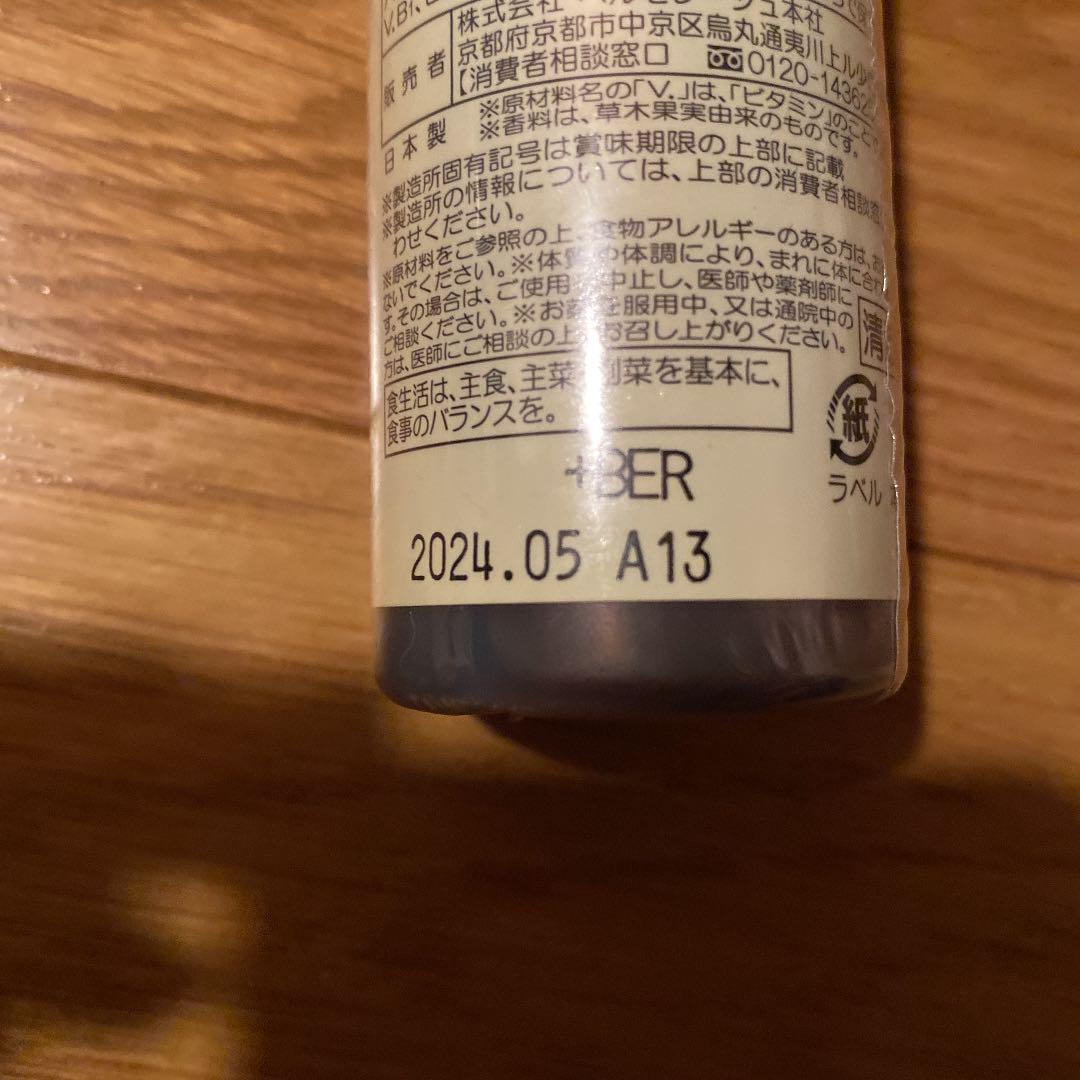 V.B1、
販売者
株式会社
本社
京都府京都市中京区烏丸通夷川上ル少
【消費者相談窓口 0120-1436
日本製
※原材料名の「V.」は、「ビタミン」のことで
※香料は、草木果実由来のものです。
※製造所固有記号は賞味期限の上部に記載
※製造所の情報については、上部の消費者相談窓
わせください。
※原材料をご参照の上、食物アレルギーのある方は、お
ないでください。※体質や体調により、まれに体に合わ
す。その場合は、ご使用を中止し、医師や薬剤師に
ご相談ください。※お薬を服用中、又は通院中の
方は、医師にご相談の上、お召し上がりください。
清
食生活は、主食、主菜、副菜を基本に、
食事のバランスを。
紙
ラベル
+BER
2024.05 A13